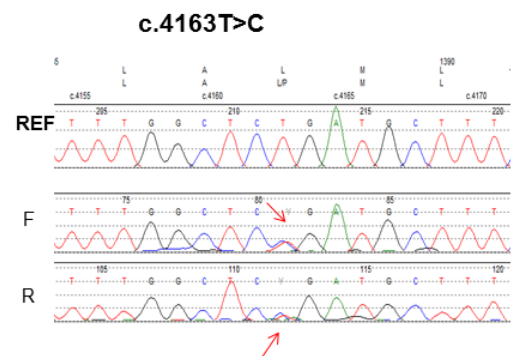 c.4163T>C
5 1390
L A L M L
L A L/P M L
c.4155 c.4160 c.4165 c.4170
205 210 215 220
REF T T T G G C T C T G A T G C T T T
75 80 85
F T T T G G C T C Y G A T G C T T T
105 110 115 120
R T T T G G C T C Y G A T G C T T T